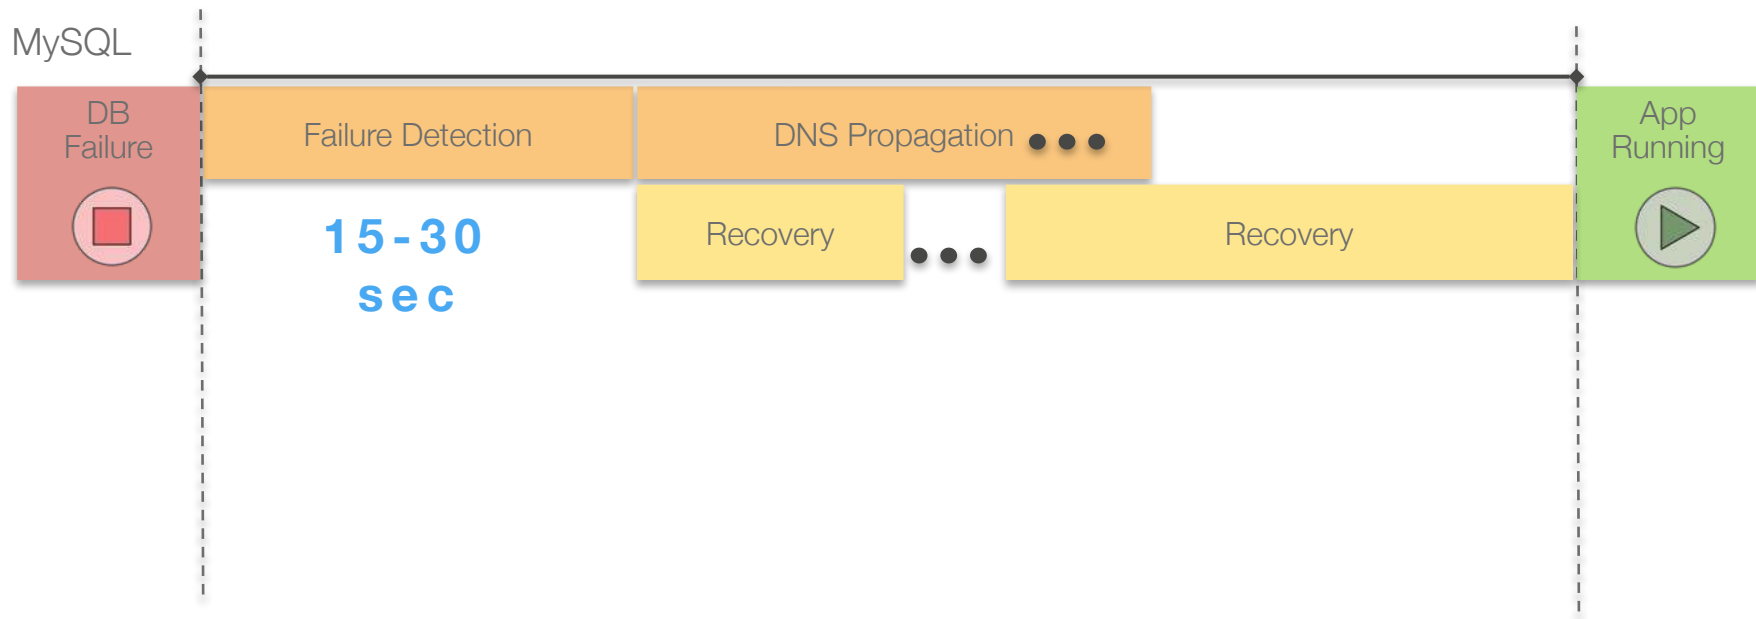 MySQL
DB
Failure
Failure Detection
DNS Propagation
App
Running
Recovery
Recovery
15-30
sec